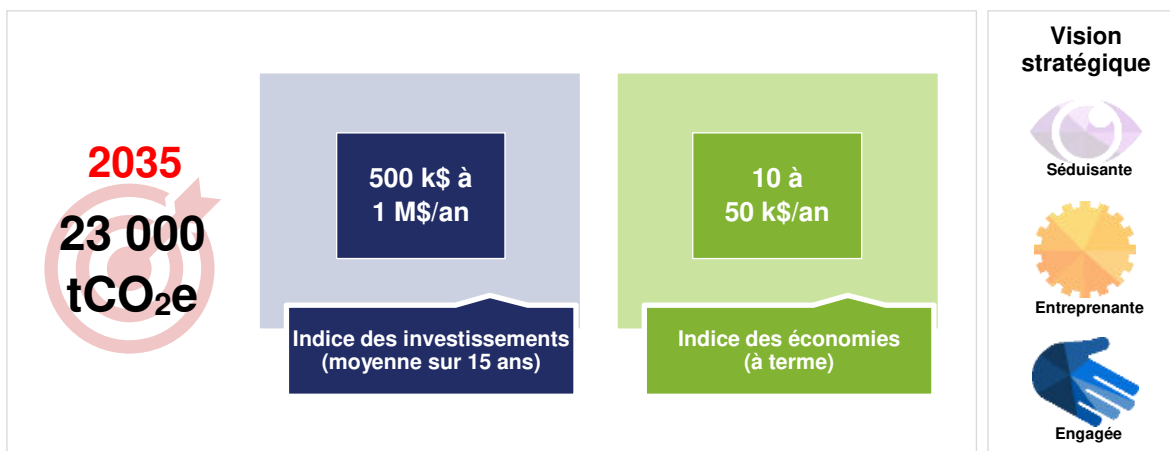 2035
23 000
tCO₂e
500 k$ à
1 M$/an
Indice des investissements
(moyenne sur 15 ans)
10 à
50 k$/an
Indice des économies
(à terme)
Vision
stratégique
Séduisante
Entreprenante
Engagée